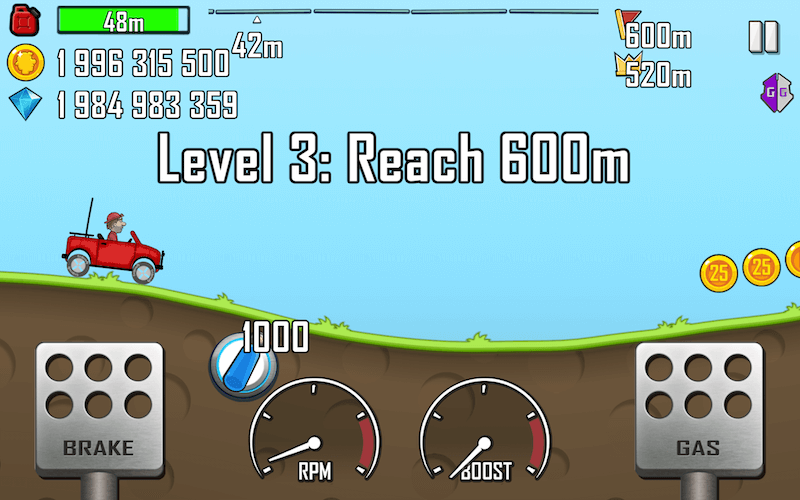 48m
42m
600m
1 996 315 500
520m
1 984 983 359
GG
Level 3: Reach 600m
25 25
1000
BRAKE
RPM
BOOST
GAS